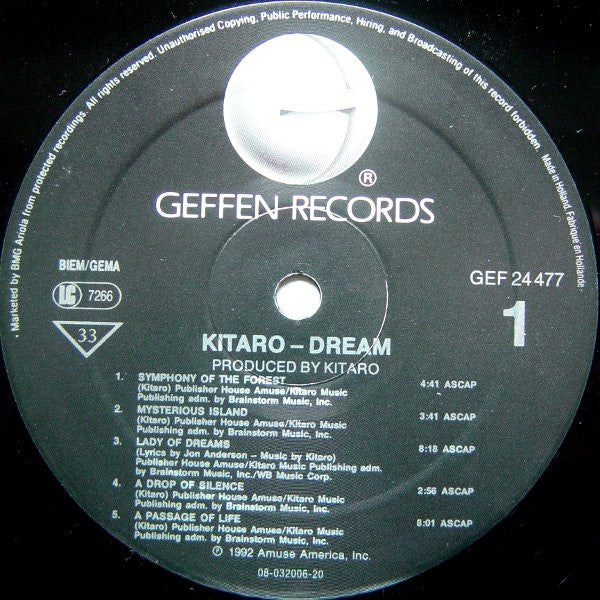 · Marketed by BMG Ariola from protected recordings. All rights reserved. Unauthorised Copying, Public Performance, Hiring, and Broadcasting of this record forbidden. Made in Holland. Fabriqué en Hollande ·
®
GEFFEN RECORDS
BIEM/GEMA
LC 7266
33
GEF 24477
1
KITARO – DREAM
PRODUCED BY KITARO
1. SYMPHONY OF THE FOREST 4:41 ASCAP
(Kitaro) Publisher House Amuse/Kitaro Music
Publishing adm. by Brainstorm Music, Inc.
2. MYSTERIOUS ISLAND 3:41 ASCAP
(Kitaro) Publisher House Amuse/Kitaro Music
Publishing adm. by Brainstorm Music, Inc.
3. LADY OF DREAMS 8:18 ASCAP
(Lyrics by Jon Anderson – Music by Kitaro)
Publisher House Amuse/Kitaro Music Publishing adm.
by Brainstorm Music, Inc./WB Music Corp.
4. A DROP OF SILENCE 2:56 ASCAP
(Kitaro) Publisher House Amuse/Kitaro Music
Publishing adm. by Brainstorm Music, Inc.
5. A PASSAGE OF LIFE 8:01 ASCAP
(Kitaro) Publisher House Amuse/Kitaro Music
Publishing adm. by Brainstorm Music, Inc.
℗ 1992 Amuse America, Inc.
08-032006-20